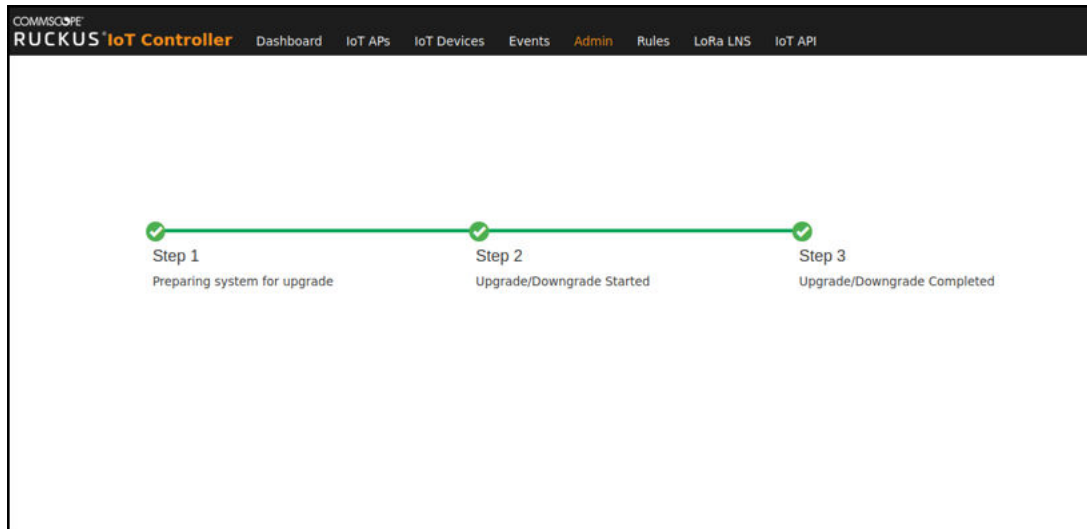 COMMSCOPE
RUCKUS IoT Controller Dashboard IoT APs IoT Devices Events Admin Rules LoRa LNS IoT API
Step 1 Step 2 Step 3
Preparing system for upgrade Upgrade/Downgrade Started Upgrade/Downgrade Completed